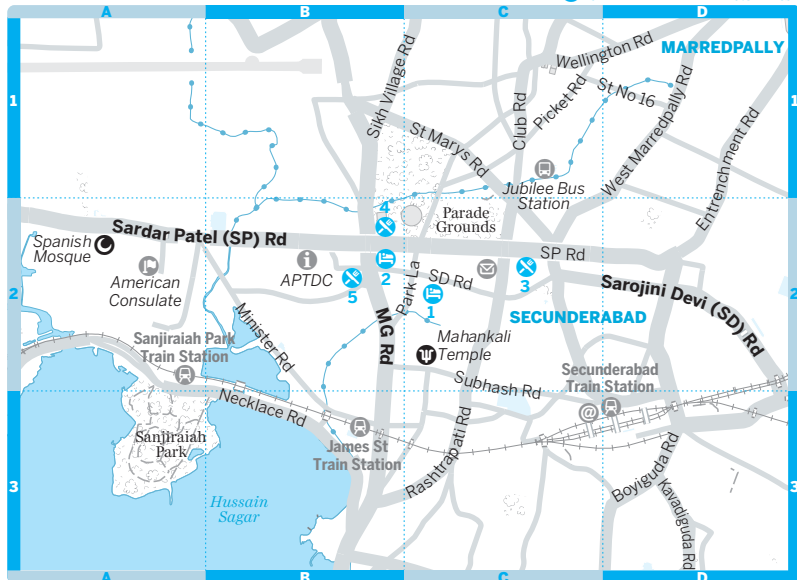 A
B
C
D
1
1
2
2
3
3
A
B
C
D
MARREDPALLY
Wellington Rd
Sikh Village Rd
Club Rd
Picket Rd
St No 16
West Marredpally Rd
Entrenchment Rd
St Marys Rd
Jubilee Bus
Station
4
Parade
Grounds
Sardar Patel (SP) Rd
SP Rd
Spanish
Mosque
American
Consulate
APTDC
5
2
Park La
SD Rd
1
3
SECUNDERABAD
Sarojini Devi (SD) Rd
MG Rd
Minister Rd
Mahankali
Temple
Sanjiraiah Park
Train Station
Secunderabad
Train Station
@
Subhash Rd
Necklace Rd
Sanjiraiah
Park
James St
Train Station
Rashtrapati Rd
Hussain
Sagar
Boyiguda Rd
Kavadiguda Rd